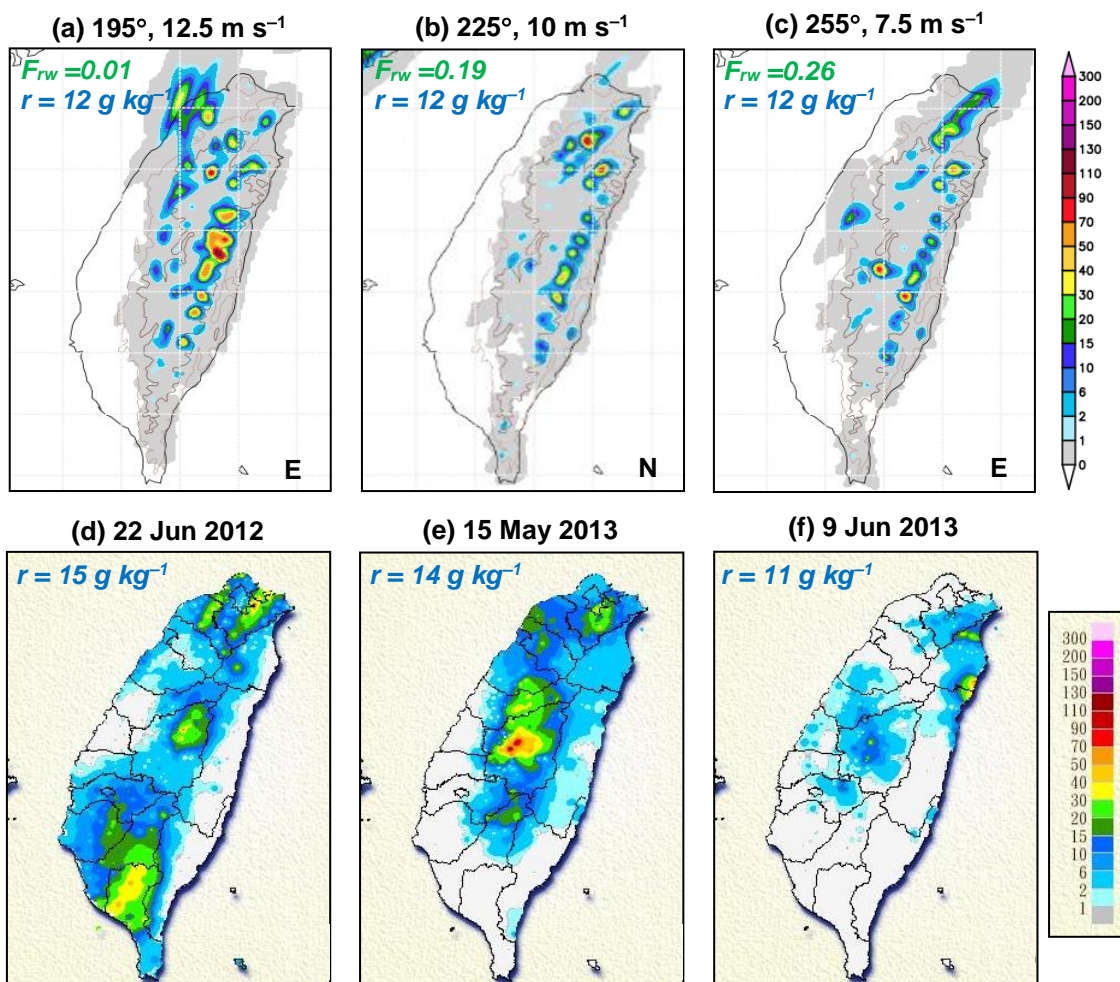 (a) 195°, 12.5 m s⁻¹
(b) 225°, 10 m s⁻¹
(c) 255°, 7.5 m s⁻¹
F_rw =0.01
r = 12 g kg⁻¹
E
F_rw =0.19
r = 12 g kg⁻¹
N
F_rw =0.26
r = 12 g kg⁻¹
E
300
200
150
130
110
90
70
50
40
30
20
15
10
6
2
1
0
(d) 22 Jun 2012
(e) 15 May 2013
(f) 9 Jun 2013
r = 15 g kg⁻¹
r = 14 g kg⁻¹
r = 11 g kg⁻¹
300
200
150
130
110
90
70
50
40
30
20
15
10
6
2
1